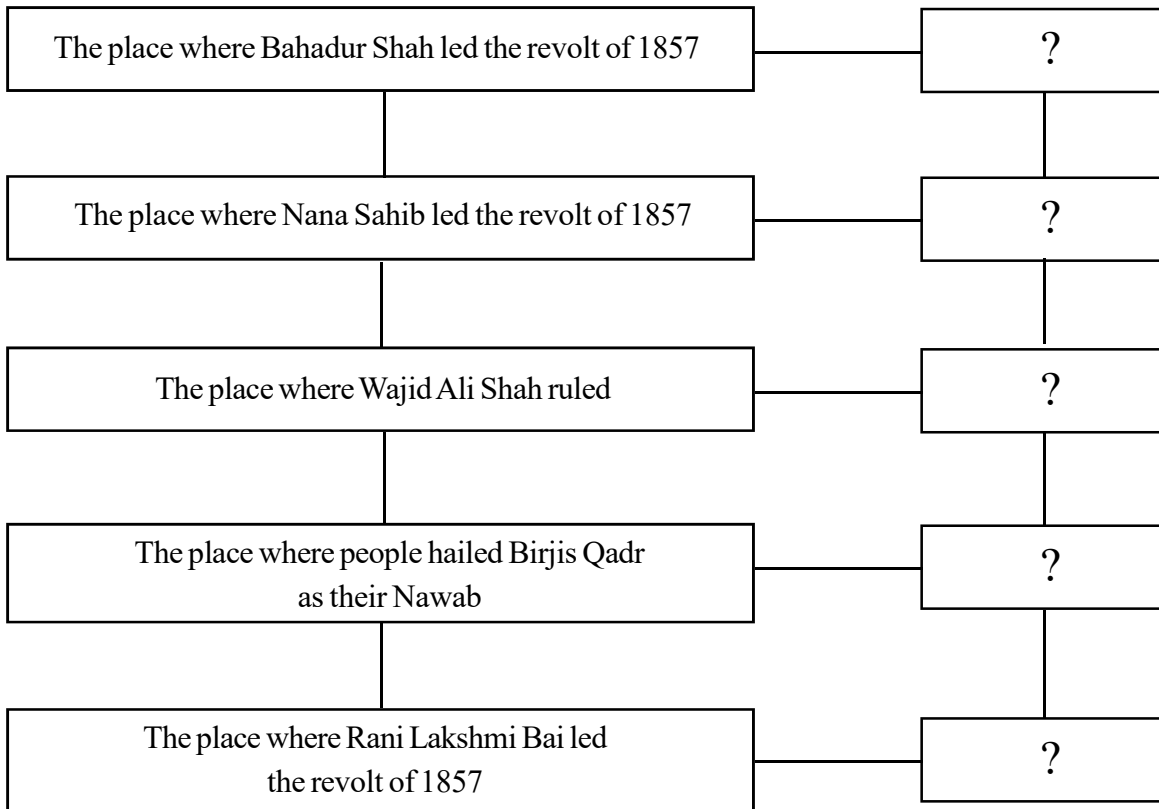 The place where Bahadur Shah led the revolt of 1857
?
The place where Nana Sahib led the revolt of 1857
?
The place where Wajid Ali Shah ruled
?
The place where people hailed Birjis Qadr
as their Nawab
?
The place where Rani Lakshmi Bai led
the revolt of 1857
?